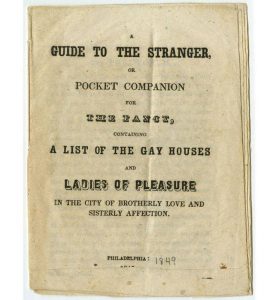 A
GUIDE TO THE STRANGER,
OR
POCKET COMPANION
FOR
THE FANCY,
CONTAINING
A LIST OF THE GAY HOUSES
AND
LADIES OF PLEASURE
IN THE CITY OF BROTHERLY LOVE AND
SISTERLY AFFECTION.
PHILADELPHIA: 1849